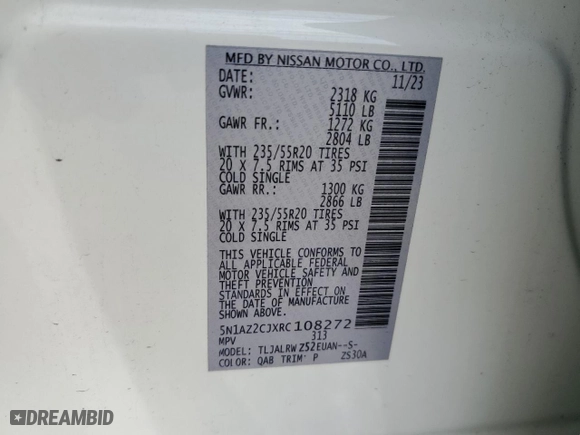 MFD BY NISSAN MOTOR CO., LTD.
DATE: 11/23
GVWR: 2318 KG
5110 LB
GAWR FR.: 1272 KG
2804 LB
WITH 235/55R20 TIRES
20 X 7.5 RIMS AT 35 PSI
COLD SINGLE
GAWR RR.: 1300 KG
2866 LB
WITH 235/55R20 TIRES
20 X 7.5 RIMS AT 35 PSI
COLD SINGLE
THIS VEHICLE CONFORMS TO
ALL APPLICABLE FEDERAL
MOTOR VEHICLE SAFETY AND
THEFT PREVENTION
STANDARDS IN EFFECT ON
THE DATE OF MANUFACTURE
SHOWN ABOVE.
5N1AZ2CJXRC108272
MPV 313
MODEL: TLJALRWZ52EUAN--S-
COLOR: QAB TRIM: P ZS30A
DREAMBID